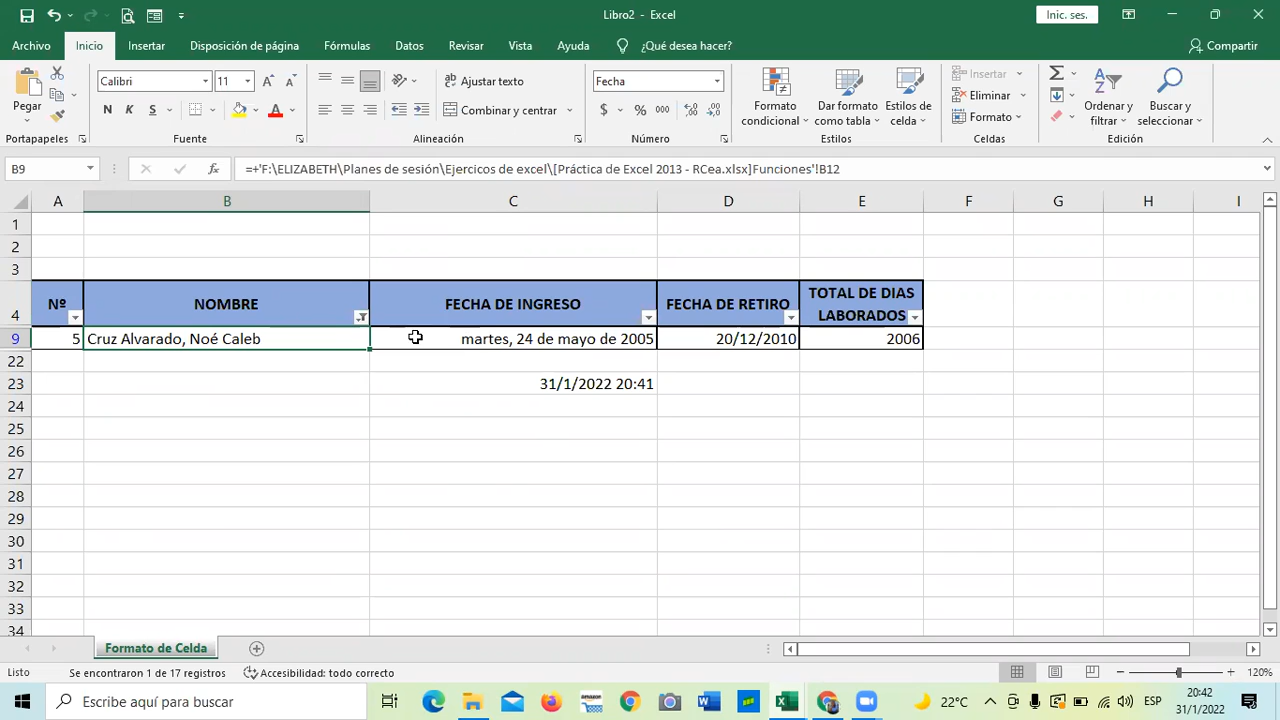 Libro2 - Excel
Inic. ses.
Archivo Inicio Insertar Disposición de página Fórmulas Datos Revisar Vista Ayuda ¿Qué desea hacer? Compartir
Pegar
Calibri 11
N K S
Ajustar texto
Combinar y centrar
Fecha
$ % 000
Formato condicional
Dar formato como tabla
Estilos de celda
Insertar
Eliminar
Formato
Ordenar y filtrar
Buscar y seleccionar
Portapapeles Fuente Alineación Número Estilos Celdas Edición
B9 fx =+'F:\ELIZABETH\Planes de sesión\Ejercicos de excel\[Práctica de Excel 2013 - RCea.xlsx]Funciones'!B12
A B C D E F G H I
1
2
3
4 Nº NOMBRE FECHA DE INGRESO FECHA DE RETIRO TOTAL DE DIAS LABORADOS
9 5 Cruz Alvarado, Noé Caleb martes, 24 de mayo de 2005 20/12/2010 2006
22
23 31/1/2022 20:41
24
25
26
27
28
29
30
31
32
33
34
Formato de Celda
Listo Se encontraron 1 de 17 registros Accesibilidad: todo correcto 120%
Escribe aquí para buscar
22°C ESP 20:42
31/1/2022